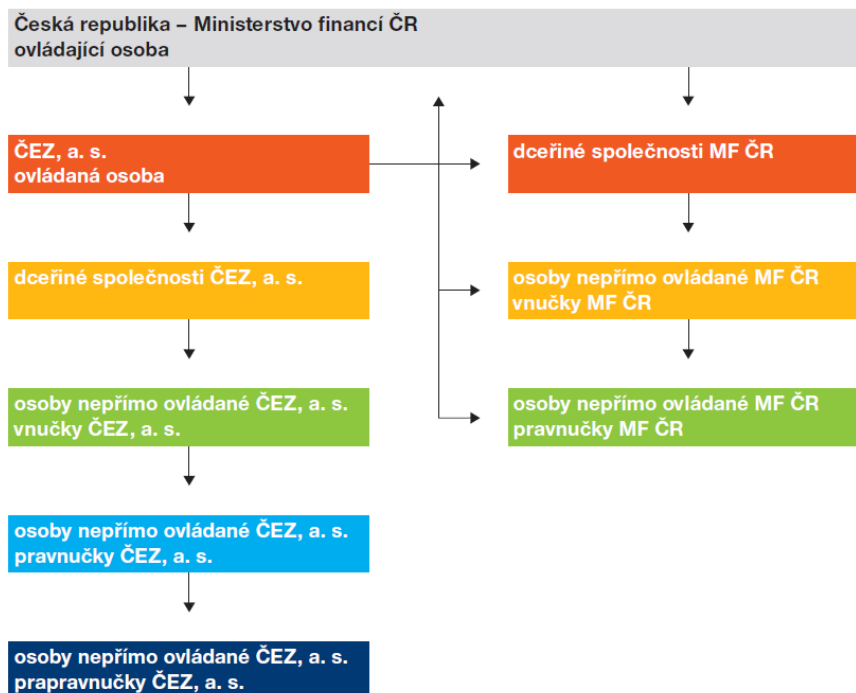 Česká republika – Ministerstvo financí ČR
ovládající osoba
ČEZ, a. s.
ovládaná osoba
dceřiné společnosti MF ČR
dceřiné společnosti ČEZ, a. s.
osoby nepřímo ovládané MF ČR
vnučky MF ČR
osoby nepřímo ovládané ČEZ, a. s.
vnučky ČEZ, a. s.
osoby nepřímo ovládané MF ČR
pravnučky MF ČR
osoby nepřímo ovládané ČEZ, a. s.
pravnučky ČEZ, a. s.
osoby nepřímo ovládané ČEZ, a. s.
prapravnučky ČEZ, a. s.